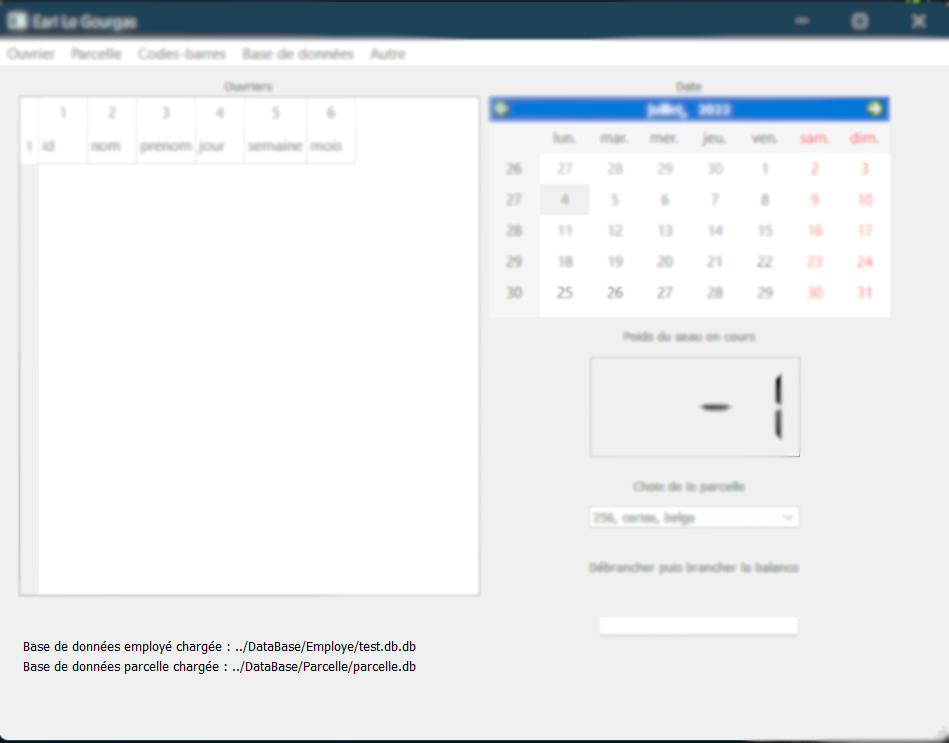 Earl Le Gourgas
Ouvrier Parcelle Codes-barres Base de données Autre
Ouvriers
1 2 3 4 5 6
1 id nom prenom jour semaine mois
Date
juillet, 2022
lun. mar. mer. jeu. ven. sam. dim.
26 27 28 29 30 1 2 3
27 4 5 6 7 8 9 10
28 11 12 13 14 15 16 17
29 18 19 20 21 22 23 24
30 25 26 27 28 29 30 31
Poids du seau en cours
-1
Choix de la parcelle
256, cerise, belge
Débrancher puis brancher la balance
Base de données employé chargée : ../DataBase/Employe/test.db.db
Base de données parcelle chargée : ../DataBase/Parcelle/parcelle.db